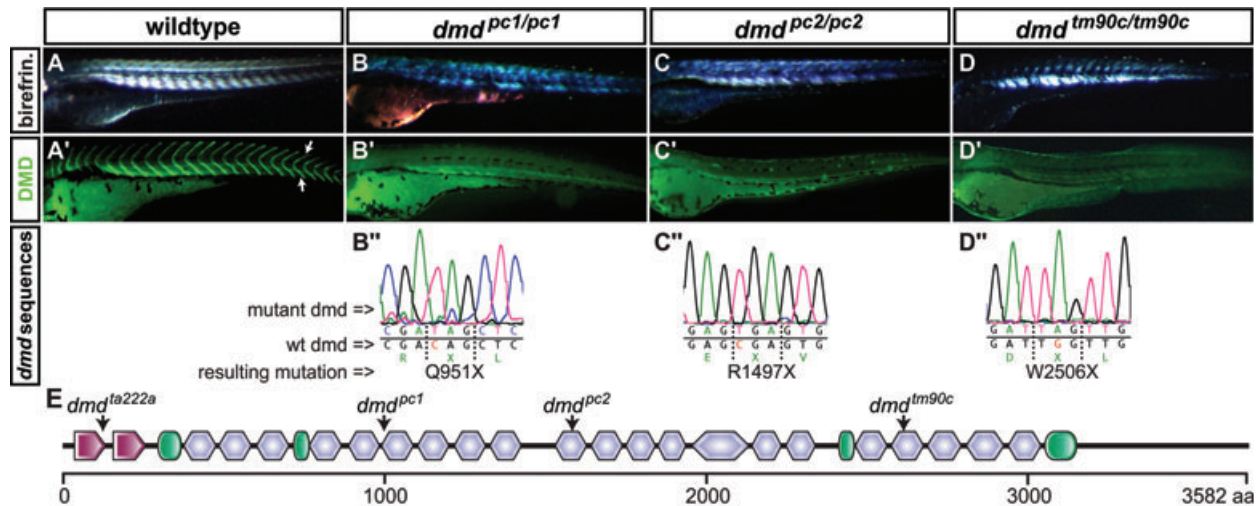 wildtype dmd pc1/pc1 dmd pc2/pc2 dmd tm90c/tm90c
birefrin. A B C D
DMD A' B' C' D'
dmd sequences B" C" D"
mutant dmd =>
C G A T A G C T C G A G T G A G T G G A T T A G T T G
wt dmd => C G A C A G C T C G A G C G A G T G G A T T G G T T G
R X L E X V D X L
resulting mutation => Q951X R1497X W2506X
E dmd ta222a dmd pc1 dmd pc2 dmd tm90c
0 1000 2000 3000 3582 aa